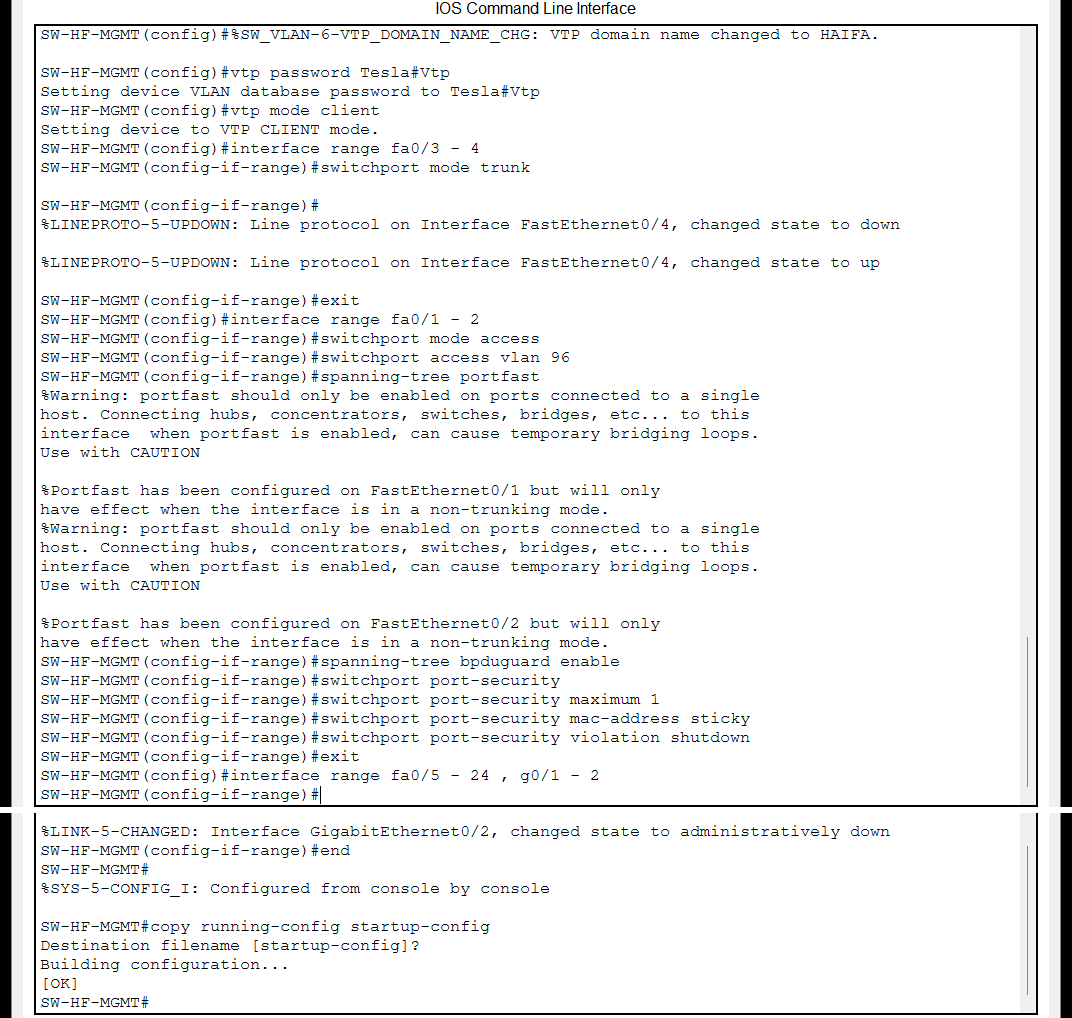 IOS Command Line Interface
SW-HF-MGMT(config)#%SW_VLAN-6-VTP_DOMAIN_NAME_CHG: VTP domain name changed to HAIFA.
SW-HF-MGMT(config)#vtp password Tesla#Vtp
Setting device VLAN database password to Tesla#Vtp
SW-HF-MGMT(config)#vtp mode client
Setting device to VTP CLIENT mode.
SW-HF-MGMT(config)#interface range fa0/3 - 4
SW-HF-MGMT(config-if-range)#switchport mode trunk
SW-HF-MGMT(config-if-range)#
%LINEPROTO-5-UPDOWN: Line protocol on Interface FastEthernet0/4, changed state to down
%LINEPROTO-5-UPDOWN: Line protocol on Interface FastEthernet0/4, changed state to up
SW-HF-MGMT(config-if-range)#exit
SW-HF-MGMT(config)#interface range fa0/1 - 2
SW-HF-MGMT(config-if-range)#switchport mode access
SW-HF-MGMT(config-if-range)#switchport access vlan 96
SW-HF-MGMT(config-if-range)#spanning-tree portfast
%Warning: portfast should only be enabled on ports connected to a single
host. Connecting hubs, concentrators, switches, bridges, etc... to this
interface  when portfast is enabled, can cause temporary bridging loops.
Use with CAUTION
%Portfast has been configured on FastEthernet0/1 but will only
have effect when the interface is in a non-trunking mode.
%Warning: portfast should only be enabled on ports connected to a single
host. Connecting hubs, concentrators, switches, bridges, etc... to this
interface  when portfast is enabled, can cause temporary bridging loops.
Use with CAUTION
%Portfast has been configured on FastEthernet0/2 but will only
have effect when the interface is in a non-trunking mode.
SW-HF-MGMT(config-if-range)#spanning-tree bpduguard enable
SW-HF-MGMT(config-if-range)#switchport port-security
SW-HF-MGMT(config-if-range)#switchport port-security maximum 1
SW-HF-MGMT(config-if-range)#switchport port-security mac-address sticky
SW-HF-MGMT(config-if-range)#switchport port-security violation shutdown
SW-HF-MGMT(config-if-range)#exit
SW-HF-MGMT(config)#interface range fa0/5 - 24 , g0/1 - 2
SW-HF-MGMT(config-if-range)#
%LINK-5-CHANGED: Interface GigabitEthernet0/2, changed state to administratively down
SW-HF-MGMT(config-if-range)#end
SW-HF-MGMT#
%SYS-5-CONFIG_I: Configured from console by console
SW-HF-MGMT#copy running-config startup-config
Destination filename [startup-config]?
Building configuration...
[OK]
SW-HF-MGMT#